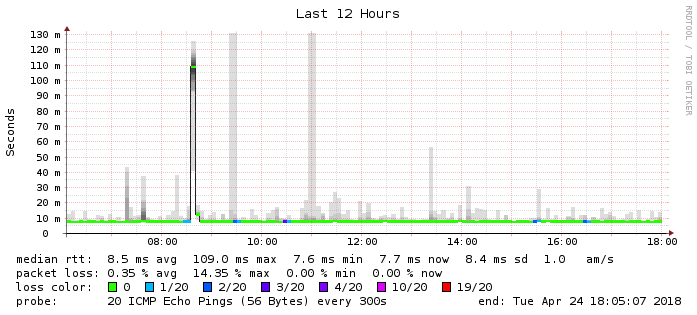 Last 12 Hours
RRDTOOL / TOBI OETIKER
Seconds
130 m
120 m
110 m
100 m
90 m
80 m
70 m
60 m
50 m
40 m
30 m
20 m
10 m
0
08:00 10:00 12:00 14:00 16:00 18:00
median rtt: 8.5 ms avg 109.0 ms max 7.6 ms min 7.7 ms now 8.4 ms sd 1.0 am/s
packet loss: 0.35 % avg 14.35 % max 0.00 % min 0.00 % now
loss color: 0 1/20 2/20 3/20 4/20 10/20 19/20
probe: 20 ICMP Echo Pings (56 Bytes) every 300s end: Tue Apr 24 18:05:07 2018